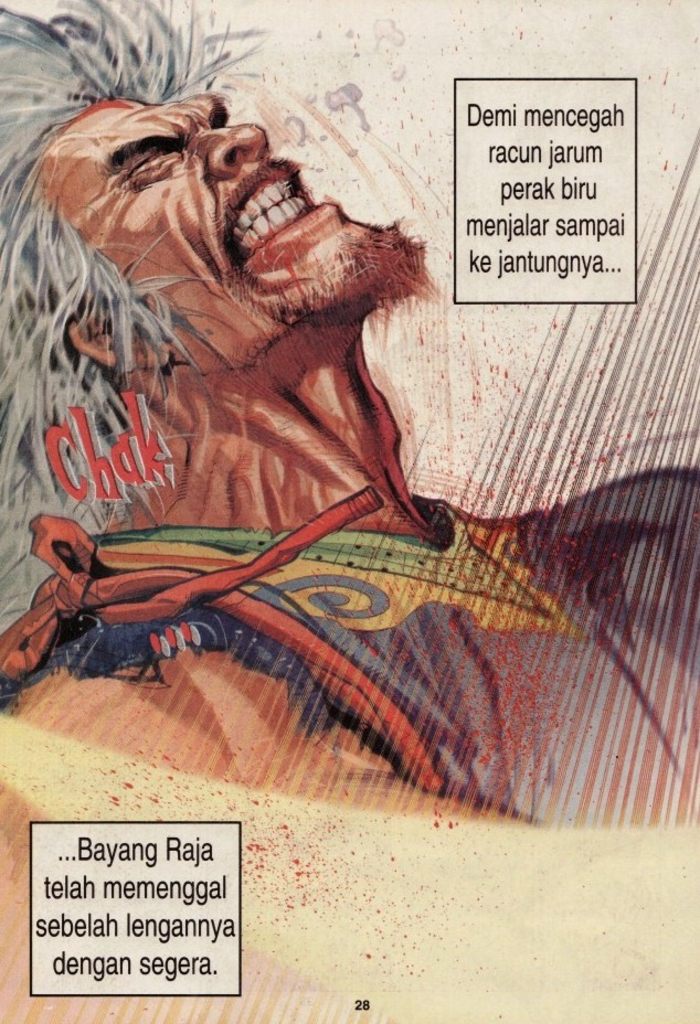 Demi mencegah
racun jarum
perak biru
menjalar sampai
ke jantungnya...
Chak
...Bayang Raja
telah memenggal
sebelah lengannya
dengan segera.
28